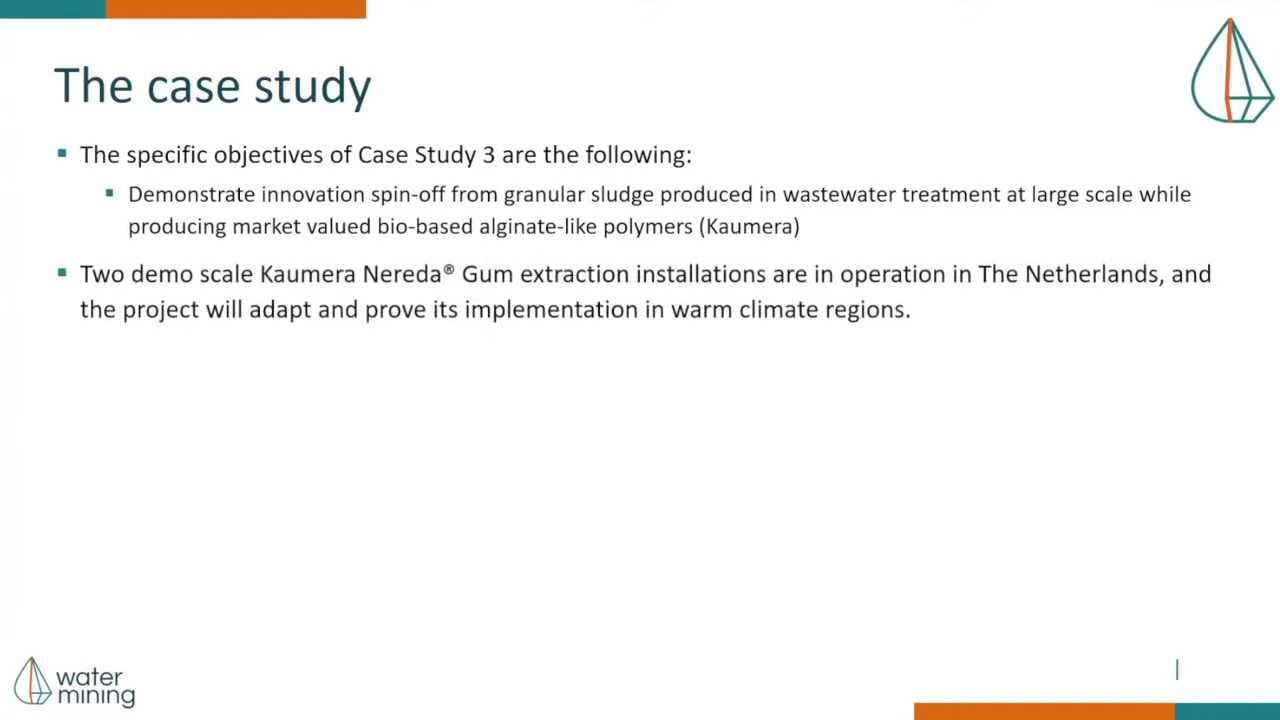 The case study
▪ The specific objectives of Case Study 3 are the following:
▪ Demonstrate innovation spin-off from granular sludge produced in wastewater treatment at large scale while
producing market valued bio-based alginate-like polymers (Kaumera)
▪ Two demo scale Kaumera Nereda® Gum extraction installations are in operation in The Netherlands, and
the project will adapt and prove its implementation in warm climate regions.
water
mining